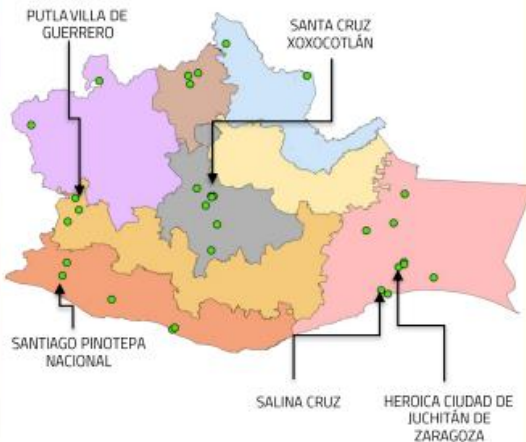 PUTLA VILLA DE
GUERRERO
SANTA CRUZ
XOXOCOTLÁN
SANTIAGO PINOTEPA
NACIONAL
SALINA CRUZ
HEROICA CIUDAD DE
JUCHITÁN DE
ZARAGOZA